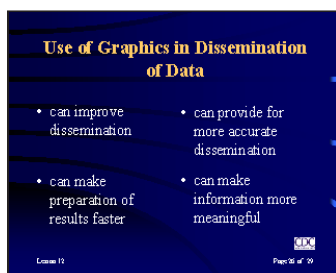 Use of Graphics in Dissemination
of Data
• can improve
dissemination
• can make
preparation of
results faster
• can provide for
more accurate
dissemination
• can make
information more
meaningful
CDC
Lesson 12
Page 26 of 29